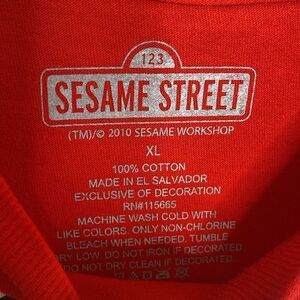 123
SESAME STREET
(TM)/© 2010 SESAME WORKSHOP
XL
100% COTTON
MADE IN EL SALVADOR
EXCLUSIVE OF DECORATION
RN#115665
MACHINE WASH COLD WITH
LIKE COLORS. ONLY NON-CHLORINE
BLEACH WHEN NEEDED. TUMBLE
DRY LOW. DO NOT IRON IF DECORATED.
DO NOT DRY CLEAN IF DECORATED.